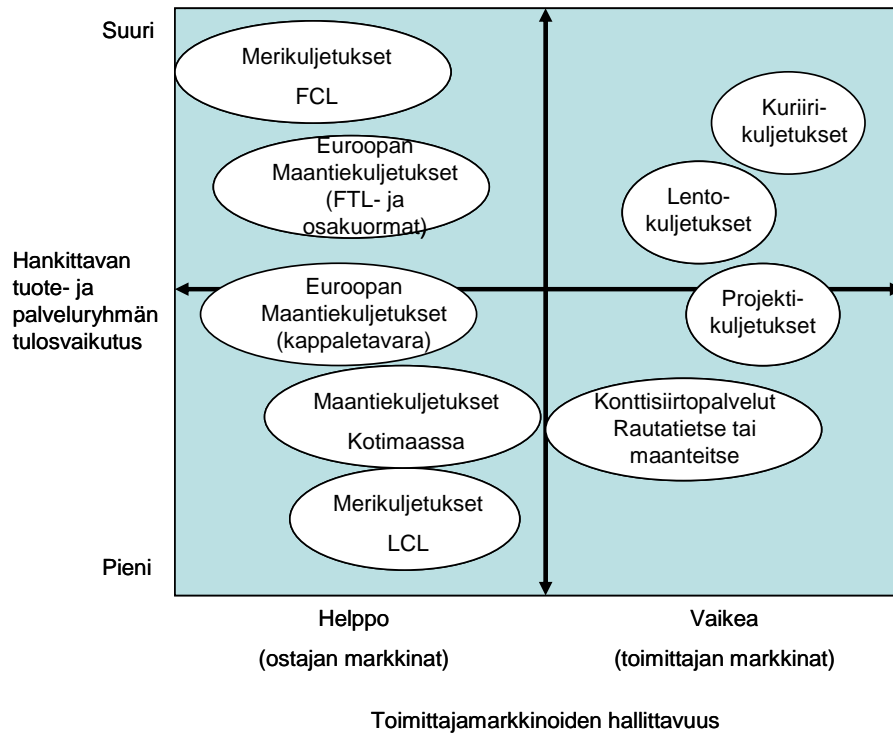 Suuri
Merikuljetukset
FCL
Kuriiri-
kuljetukset
Euroopan
Maantiekuljetukset
(FTL- ja
osakuormat)
Lento-
kuljetukset
Hankittavan
tuote- ja
palveluryhmän
tulosvaikutus
Euroopan
Maantiekuljetukset
(kappaletavara)
Projekti-
kuljetukset
Maantiekuljetukset
Kotimaassa
Konttisiirtopalvelut
Rautatietse tai
maanteitse
Merikuljetukset
LCL
Pieni
Helppo
(ostajan markkinat)
Vaikea
(toimittajan markkinat)
Toimittajamarkkinoiden hallittavuus